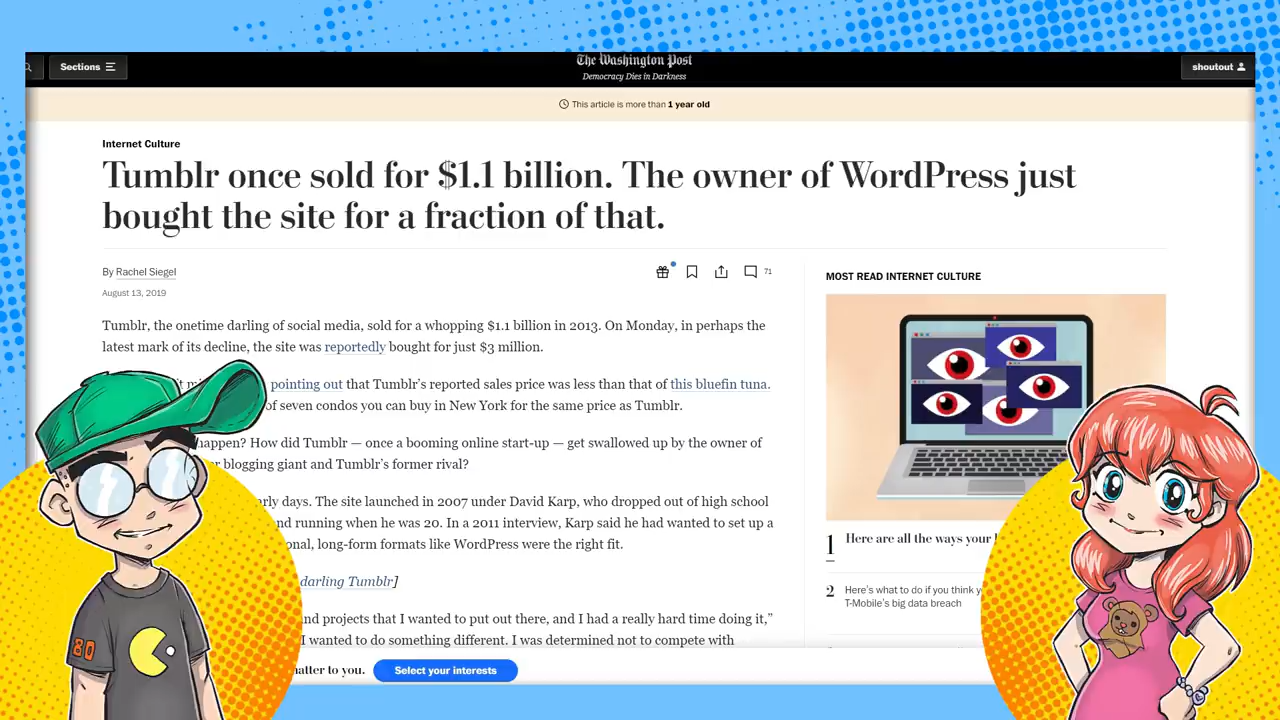 Sections
The Washington Post
Democracy Dies in Darkness
shoutout
This article is more than 1 year old
Internet Culture
Tumblr once sold for $1.1 billion. The owner of WordPress just
bought the site for a fraction of that.
By Rachel Siegel
71
August 13, 2019
Tumblr, the onetime darling of social media, sold for a whopping $1.1 billion in 2013. On Monday, in perhaps the
latest mark of its decline, the site was reportedly bought for just $3 million.
pointing out that Tumblr's reported sales price was less than that of this bluefin tuna.
of seven condos you can buy in New York for the same price as Tumblr.
happen? How did Tumblr — once a booming online start-up — get swallowed up by the owner of
blogging giant and Tumblr's former rival?
early days. The site launched in 2007 under David Karp, who dropped out of high school
and running when he was 20. In a 2011 interview, Karp said he had wanted to set up a
long-form formats like WordPress were the right fit.
darling Tumblr]
projects that I wanted to put out there, and I had a really hard time doing it,"
I wanted to do something different. I was determined not to compete with
matter to you.
Select your interests
MOST READ INTERNET CULTURE
1
Here are all the ways your
2
Here's what to do if you think
T-Mobile's big data breach
80